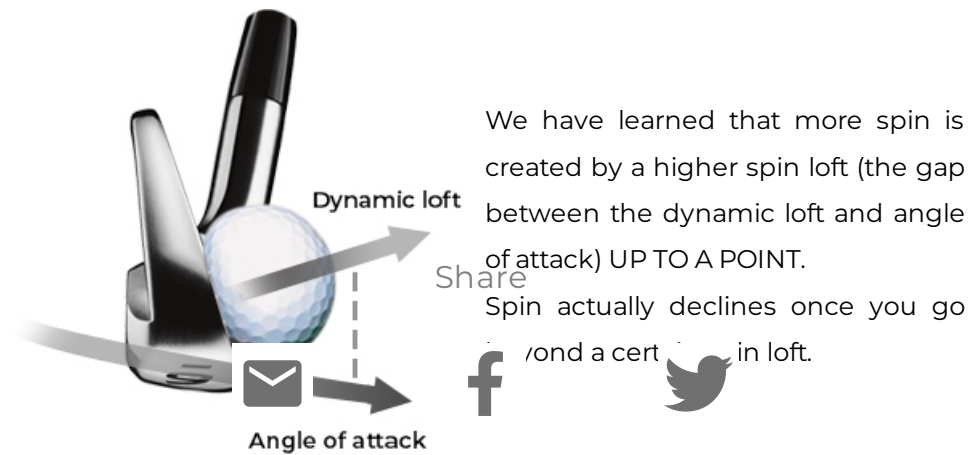 Dynamic loft
We have learned that more spin is
created by a higher spin loft (the gap
between the dynamic loft and angle
of attack) UP TO A POINT.
Share
Spin actually declines once you go
a in loft.
Angle of attack